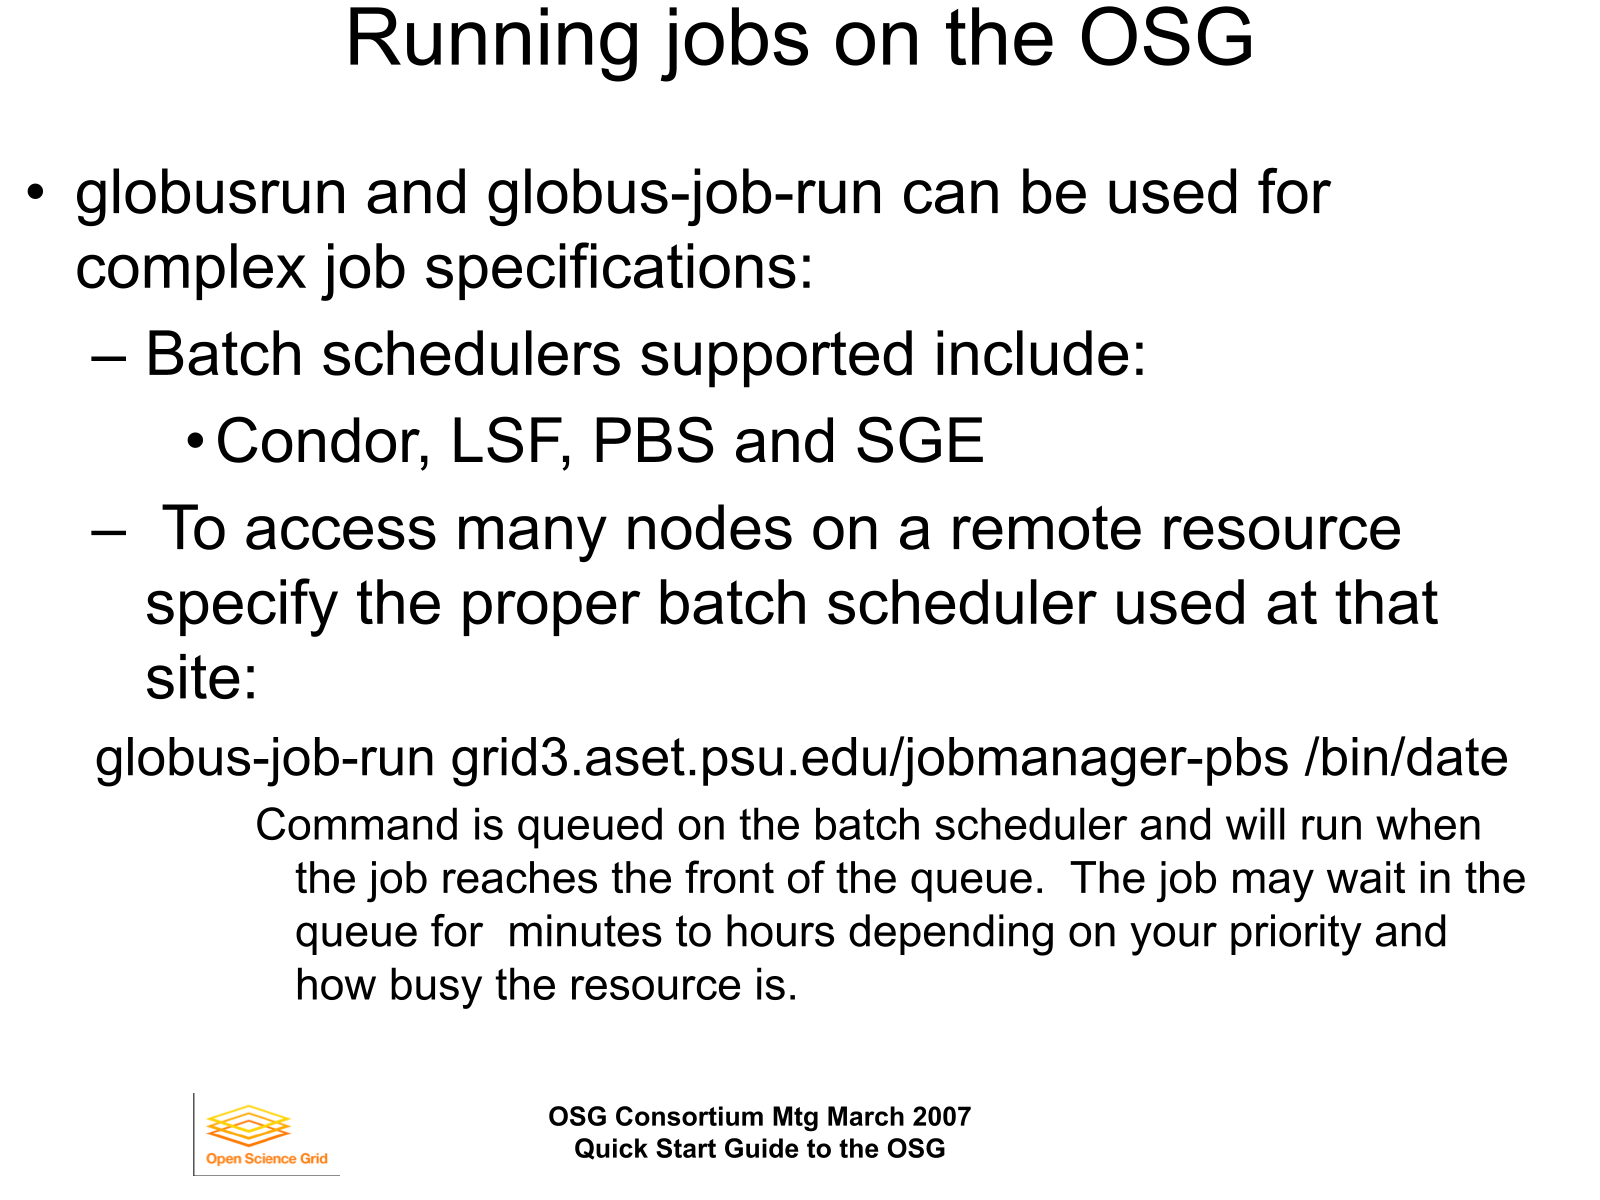 Running jobs on the OSG
• globusrun and globus-job-run can be used for
complex job specifications:
– Batch schedulers supported include:
• Condor, LSF, PBS and SGE
– To access many nodes on a remote resource
specify the proper batch scheduler used at that
site:
globus-job-run grid3.aset.psu.edu/jobmanager-pbs /bin/date
Command is queued on the batch scheduler and will run when
the job reaches the front of the queue.  The job may wait in the
queue for  minutes to hours depending on your priority and
how busy the resource is.
OSG Consortium Mtg March 2007
Quick Start Guide to the OSG
Open Science Grid